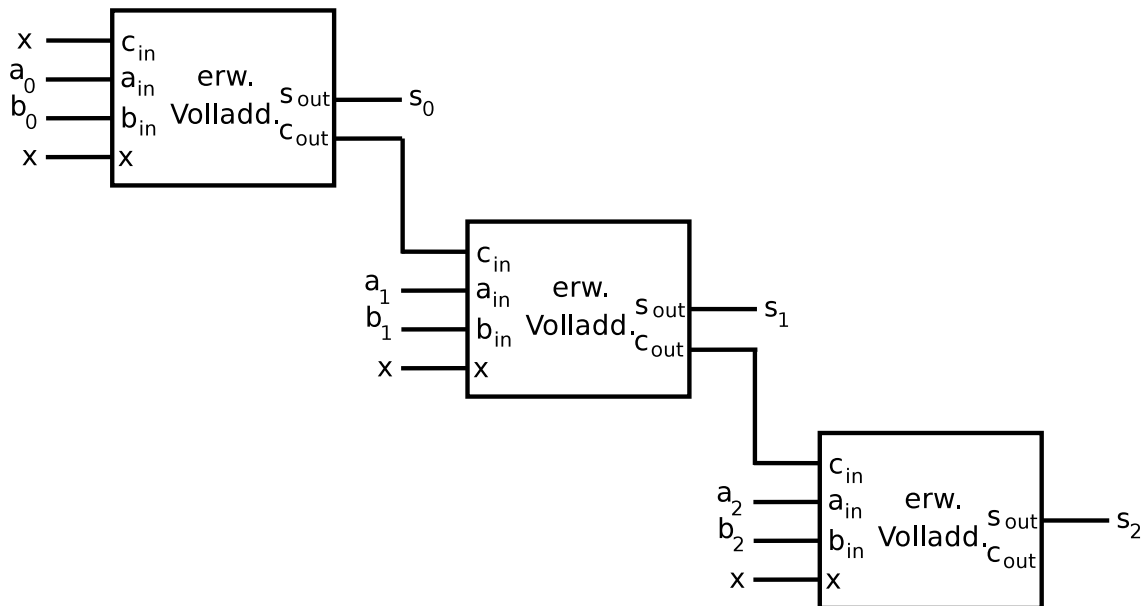 x c_in
a_0 a_in erw.
b_0 b_in Volladd. s_out s_0
x x c_out
c_in
a_1 a_in erw.
b_1 b_in Volladd. s_out s_1
x x c_out
c_in
a_2 a_in erw.
b_2 b_in Volladd. s_out s_2
x x c_out